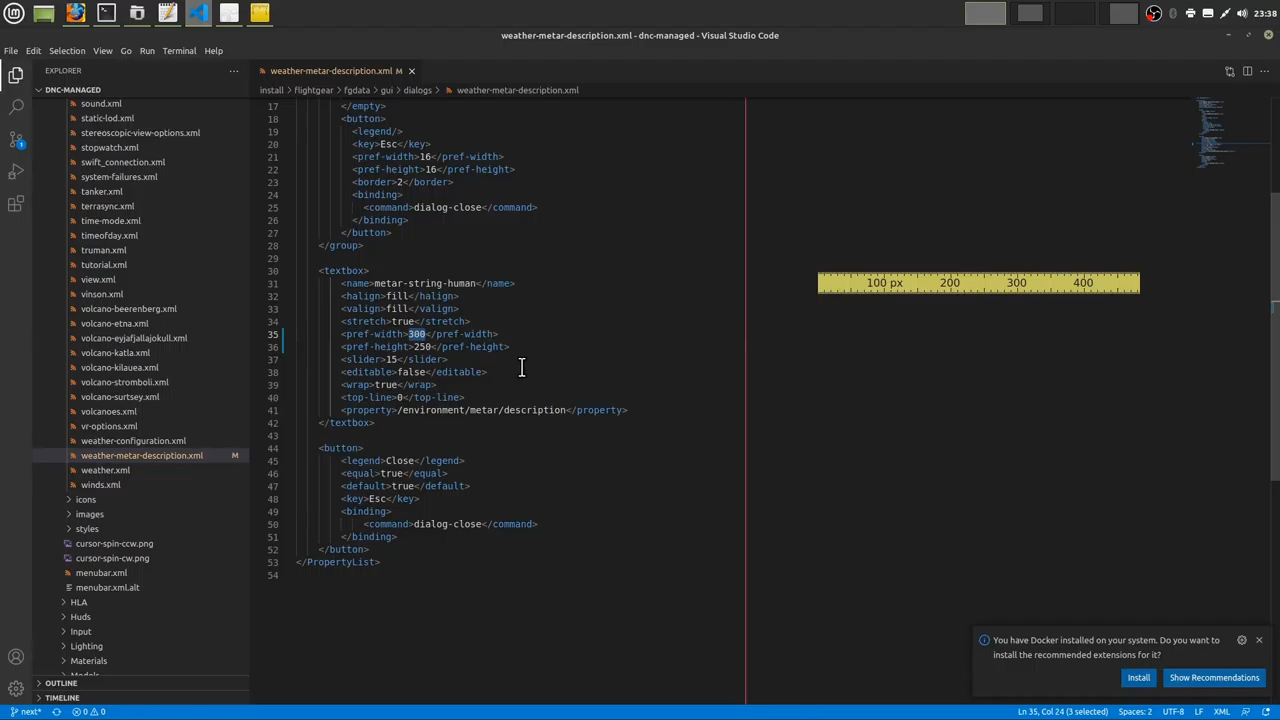 23:38
weather-metar-description.xml - dnc-managed - Visual Studio Code
File Edit Selection View Go Run Terminal Help
EXPLORER
DNC-MANAGED
sound.xml
static-lod.xml
stereoscopic-view-options.xml
stopwatch.xml
swift_connection.xml
system-failures.xml
tanker.xml
terrasync.xml
time-mode.xml
timeofday.xml
truman.xml
tutorial.xml
view.xml
vinson.xml
volcano-beerenberg.xml
volcano-etna.xml
volcano-eyjafjallajokull.xml
volcano-katla.xml
volcano-kilauea.xml
volcano-stromboli.xml
volcano-surtsey.xml
volcanoes.xml
vr-options.xml
weather-configuration.xml
weather-metar-description.xml M
weather.xml
winds.xml
icons
images
styles
cursor-spin-ccw.png
cursor-spin-cw.png
menubar.xml
menubar.xml.alt
HLA
Huds
Input
Lighting
Materials
Models
OUTLINE
TIMELINE
weather-metar-description.xml M
install > flightgear > fgdata > gui > dialogs > weather-metar-description.xml
17 </empty>
18 <button>
19 <legend/>
20 <key>Esc</key>
21 <pref-width>16</pref-width>
22 <pref-height>16</pref-height>
23 <border>2</border>
24 <binding>
25 <command>dialog-close</command>
26 </binding>
27 </button>
28 </group>
29
30 <textbox>
31 <name>metar-string-human</name>
32 <halign>fill</halign>
33 <valign>fill</valign>
34 <stretch>true</stretch>
35 <pref-width>300</pref-width>
36 <pref-height>250</pref-height>
37 <slider>15</slider>
38 <editable>false</editable>
39 <wrap>true</wrap>
40 <top-line>0</top-line>
41 <property>/environment/metar/description</property>
42 </textbox>
43
44 <button>
45 <legend>Close</legend>
46 <equal>true</equal>
47 <default>true</default>
48 <key>Esc</key>
49 <binding>
50 <command>dialog-close</command>
51 </binding>
52 </button>
53 </PropertyList>
54
100 px 200 300 400
You have Docker installed on your system. Do you want to
install the recommended extensions for it?
Install Show Recommendations
next* 0 0 Ln 35, Col 24 (3 selected) Spaces: 2 UTF-8 LF XML